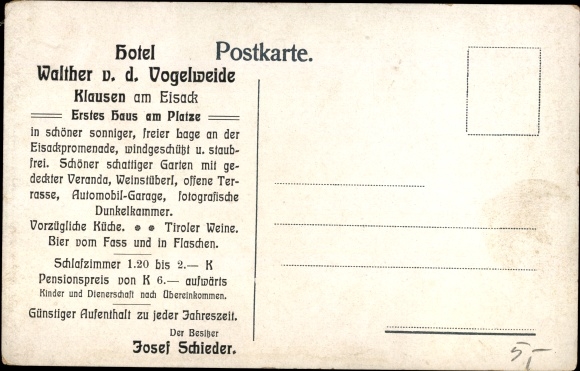 Hotel
Walther v. d. Vogelweide
Klausen am Eisack
Erstes Haus am Platze
in schöner sonniger, freier Lage an der
Eisackpromenade, windgeschützt u. staub-
frei. Schöner schattiger Garten mit ge-
deckter Veranda, Weinstüberl, offene Ter-
rasse, Automobil-Garage, fotografische
Dunkelkammer.
Vorzügliche Küche. Tiroler Weine.
Bier vom Fass und in Flaschen.
Schlafzimmer 1.20 bis 2.— K
Pensionspreis von K 6.— aufwärts
Kinder und Dienerschaft nach Übereinkommen.
Günstiger Aufenthalt zu jeder Jahreszeit.
Der Besitzer
Josef Schieder.
Postkarte.
5,-